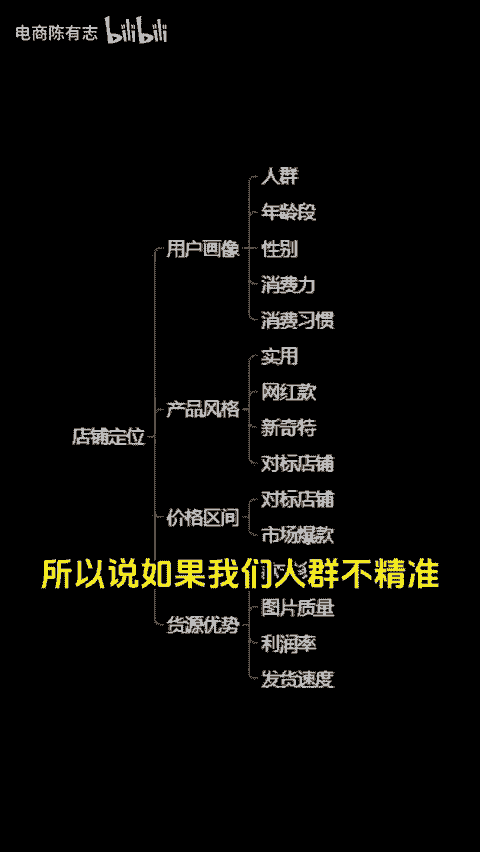 电商陈有志 bilibili
人群
年龄段
用户画像
性别
消费力
消费习惯
实用
网红款
产品风格
新奇特
店铺定位
对标店铺
对标店铺
价格区间
市场爆款
所以说如果我们人群不精准
图片质量
货源优势
利润率
发货速度